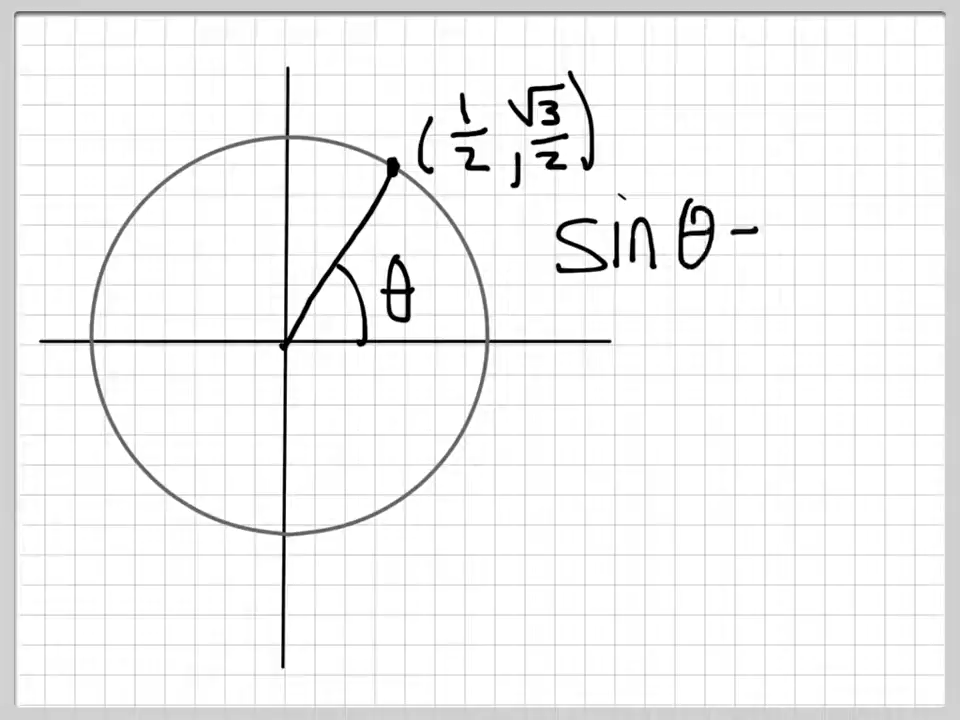 (1/2, √3/2)
sin θ -
θ